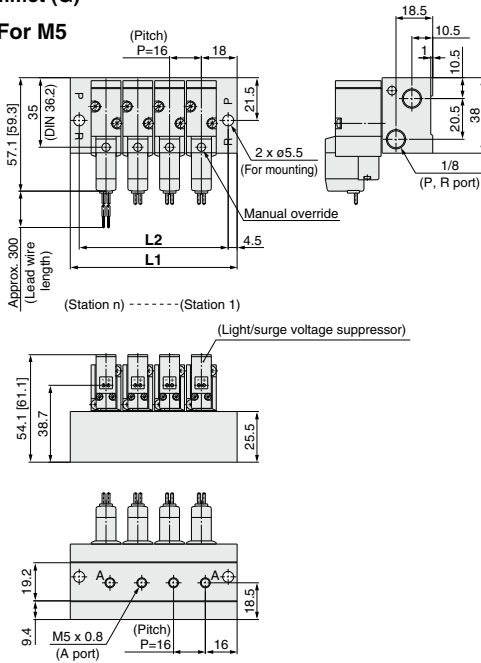 For M5
(Pitch)
P=16
18
35
(DIN 36.2)
57.1 [59.3]
21.5
P
R
P
R
2 x ø5.5
(For mounting)
Manual override
Approx. 300
(Lead wire
length)
L2
4.5
L1
(Station n) ------- (Station 1)
18.5
10.5
1
10.5
20.5
38
1/8
(P, R port)
(Light/surge voltage suppressor)
54.1 [61.1]
38.7
25.5
19.2
9.4
A
A
M5 x 0.8
(A port)
(Pitch)
P=16
16
18.5